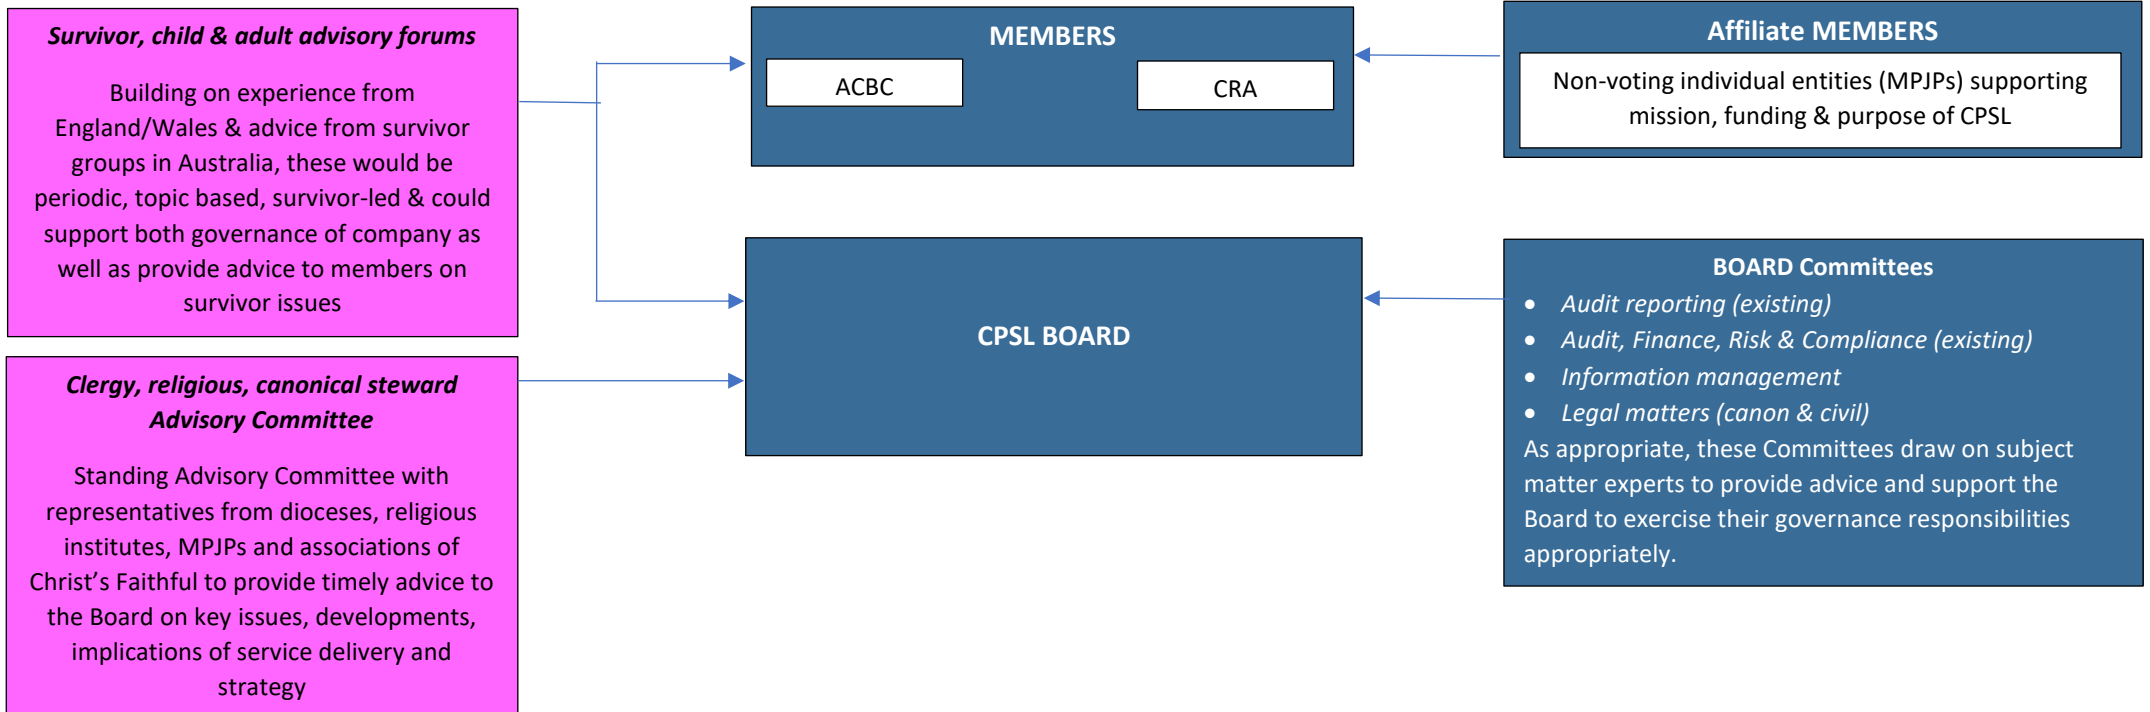 Survivor, child & adult advisory forums
Building on experience from
England/Wales & advice from survivor
groups in Australia, these would be
periodic, topic based, survivor-led & could
support both governance of company as
well as provide advice to members on
survivor issues
Clergy, religious, canonical steward
Advisory Committee
Standing Advisory Committee with
representatives from dioceses, religious
institutes, MPJPs and associations of
Christ’s Faithful to provide timely advice to
the Board on key issues, developments,
implications of service delivery and
strategy
MEMBERS
ACBC
CRA
CPSL BOARD
Affiliate MEMBERS
Non-voting individual entities (MPJPs) supporting
mission, funding & purpose of CPSL
BOARD Committees
• Audit reporting (existing)
• Audit, Finance, Risk & Compliance (existing)
• Information management
• Legal matters (canon & civil)
As appropriate, these Committees draw on subject
matter experts to provide advice and support the
Board to exercise their governance responsibilities
appropriately.